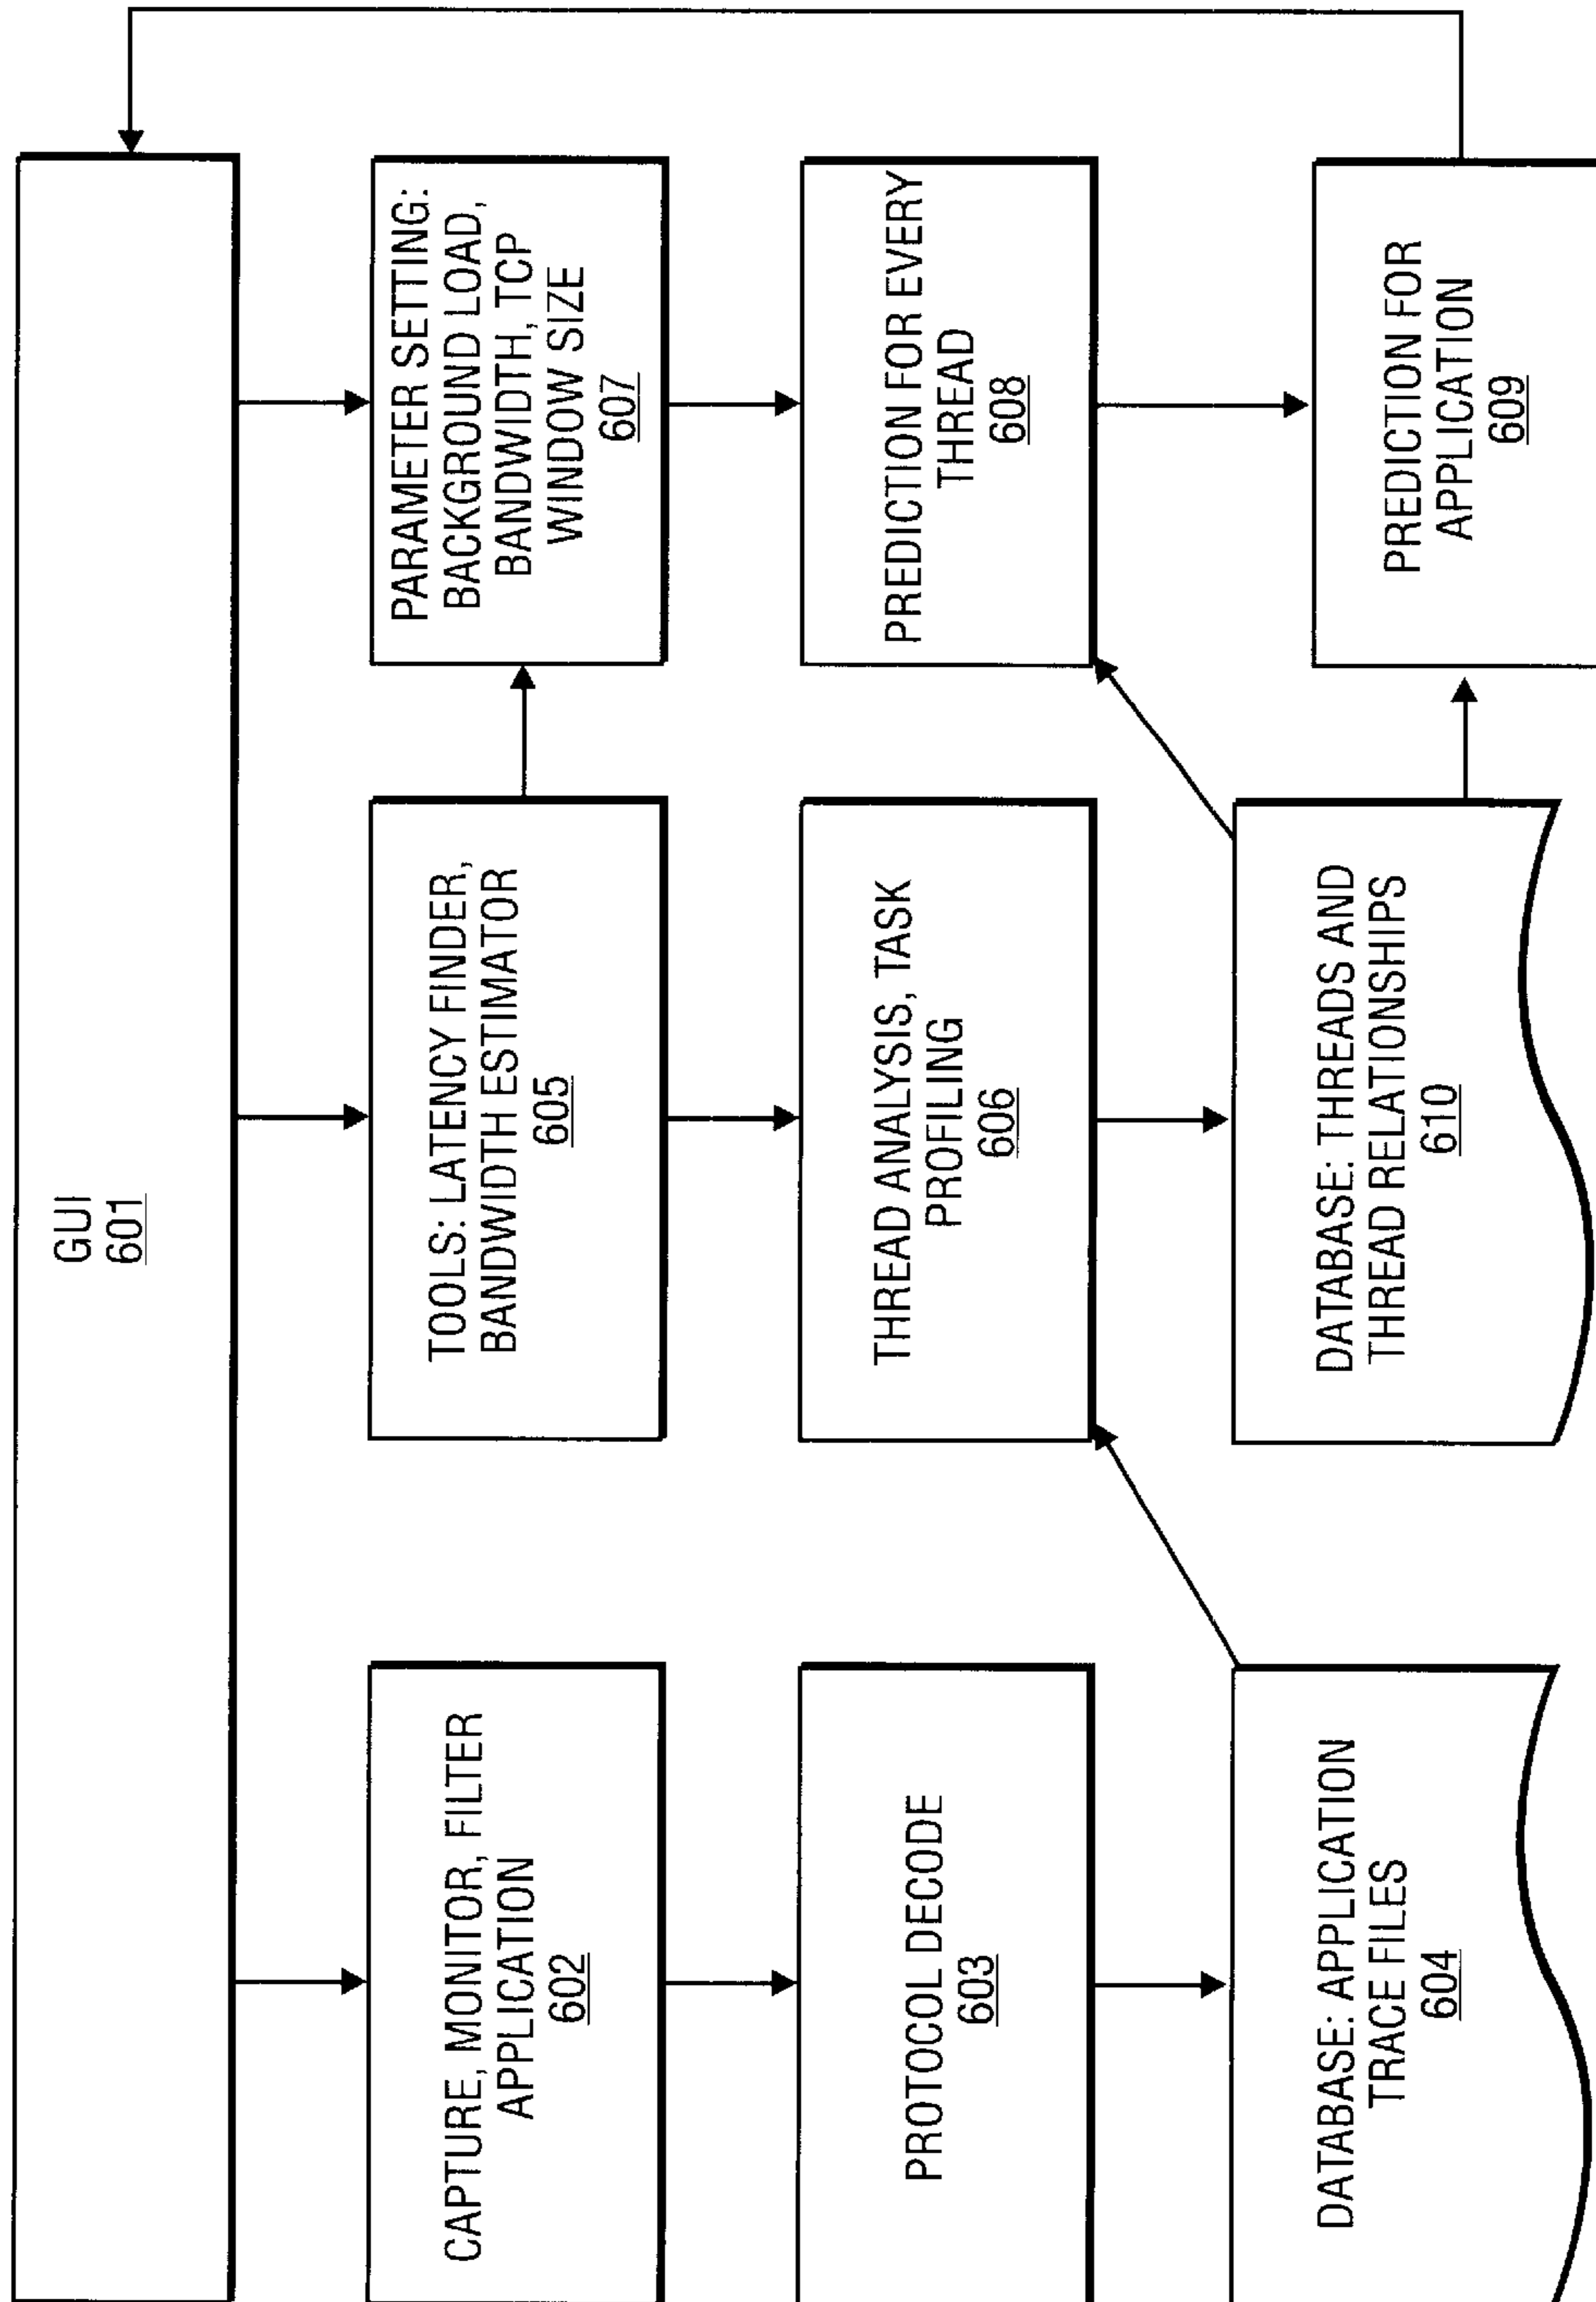 GUI
601
CAPTURE, MONITOR, FILTER
APPLICATION
602
PROTOCOL DECODE
603
DATABASE: APPLICATION
TRACE FILES
604
TOOLS: LATENCY FINDER,
BANDWIDTH ESTIMATOR
605
THREAD ANALYSIS, TASK
PROFILING
606
DATABASE: THREADS AND
THREAD RELATIONSHIPS
610
PARAMETER SETTING:
BACKGROUND LOAD,
BANDWIDTH, TCP
WINDOW SIZE
607
PREDICTION FOR EVERY
THREAD
608
PREDICTION FOR
APPLICATION
609